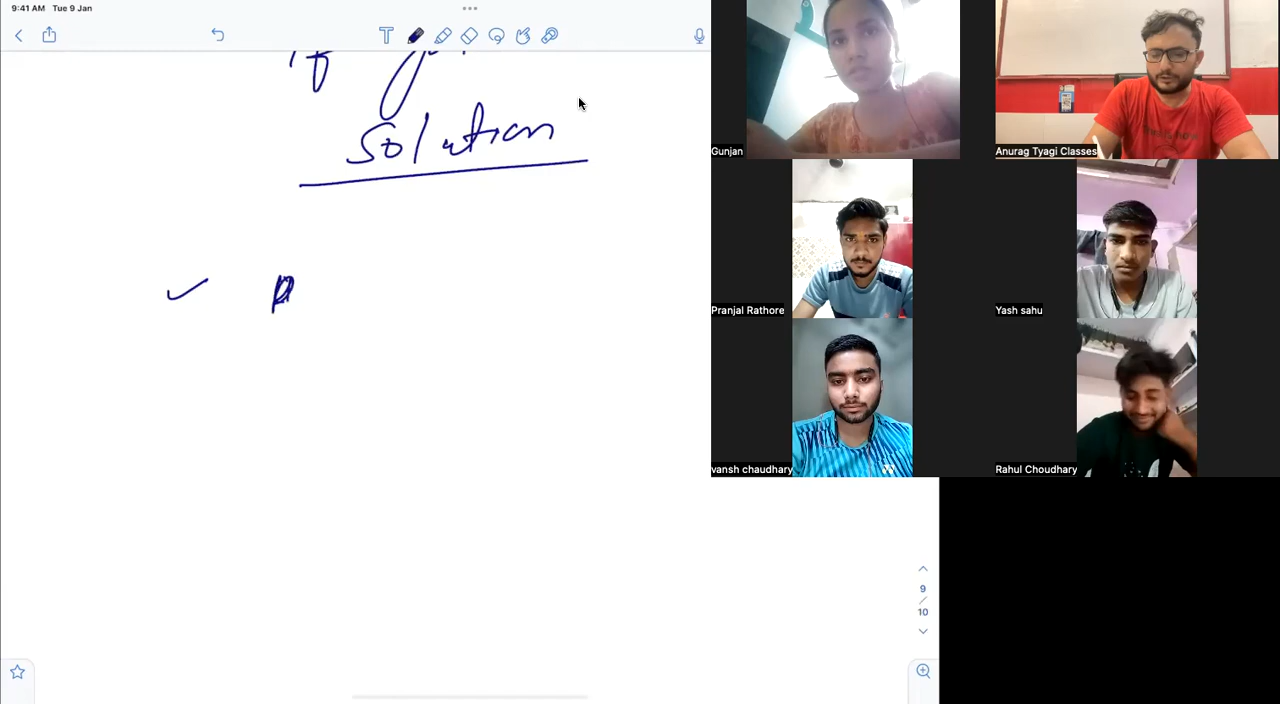 9:41 AM Tue 9 Jan
if
Solution
✓ p
Gunjan
Anurag Tyagi Classes
Pranjal Rathore
Yash sahu
vansh chaudhary
Rahul Choudhary
9
/
10